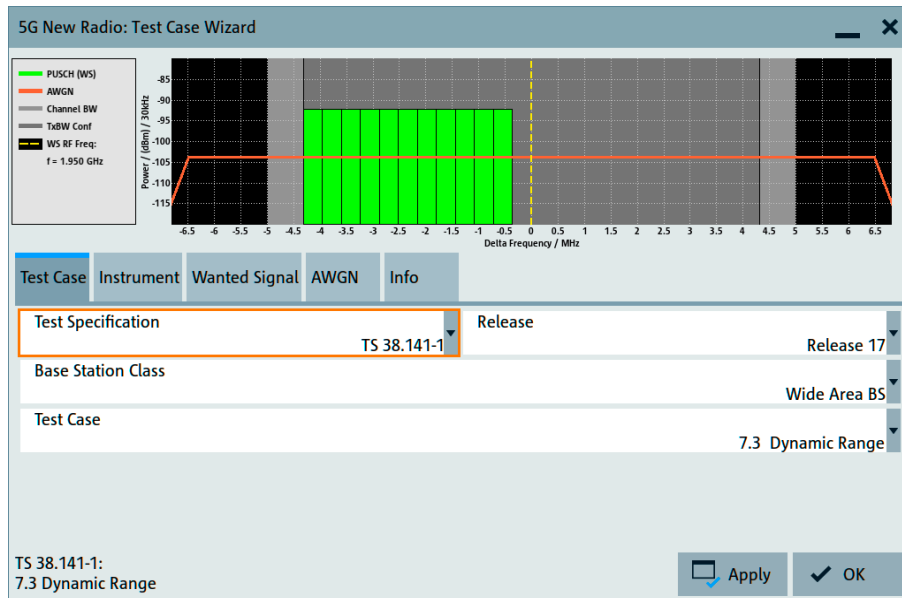 5G New Radio: Test Case Wizard
PUSCH (WS)
AWGN
Channel BW
TxBW Conf
WS RF Freq:
f = 1.950 GHz
Power / (dBm) / 30kHz
-85
-90
-95
-100
-105
-110
-115
-6.5 -6 -5.5 -5 -4.5 -4 -3.5 -3 -2.5 -2 -1.5 -1 -0.5 0 0.5 1 1.5 2 2.5 3 3.5 4 4.5 5 5.5 6 6.5
Delta Frequency / MHz
Test Case Instrument Wanted Signal AWGN Info
Test Specification
TS 38.141-1
Release
Release 17
Base Station Class
Wide Area BS
Test Case
7.3 Dynamic Range
TS 38.141-1:
7.3 Dynamic Range
Apply
OK